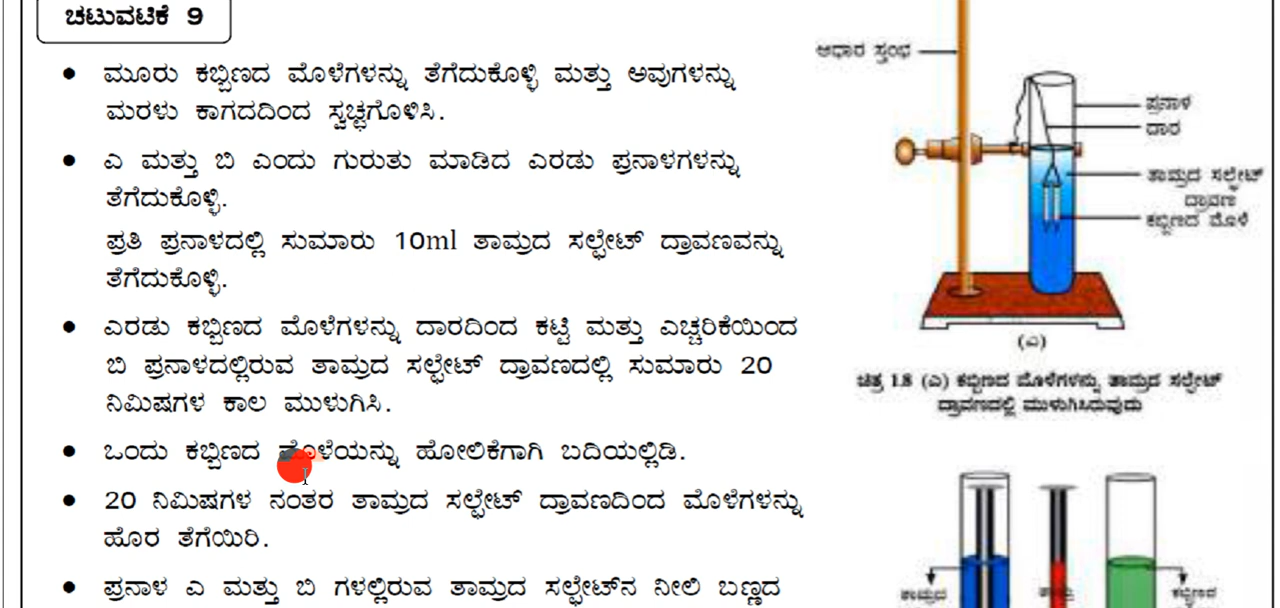 ಚಟುವಟಿಕೆ 9
• ಮೂರು ಕಬ್ಬಿಣದ ಮೊಳೆಗಳನ್ನು ತೆಗೆದುಕೊಳ್ಳಿ ಮತ್ತು ಅವುಗಳನ್ನು
ಮರಳು ಕಾಗದದಿಂದ ಸ್ವಚ್ಛಗೊಳಿಸಿ.
• ಎ ಮತ್ತು ಬಿ ಎಂದು ಗುರುತು ಮಾಡಿದ ಎರಡು ಪ್ರನಾಳಗಳನ್ನು
ತೆಗೆದುಕೊಳ್ಳಿ.
ಪ್ರತಿ ಪ್ರನಾಳದಲ್ಲಿ ಸುಮಾರು 10ml ತಾಮ್ರದ ಸಲ್ಫೇಟ್ ದ್ರಾವಣವನ್ನು
ತೆಗೆದುಕೊಳ್ಳಿ.
• ಎರಡು ಕಬ್ಬಿಣದ ಮೊಳೆಗಳನ್ನು ದಾರದಿಂದ ಕಟ್ಟಿ ಮತ್ತು ಎಚ್ಚರಿಕೆಯಿಂದ
ಬಿ ಪ್ರನಾಳದಲ್ಲಿರುವ ತಾಮ್ರದ ಸಲ್ಫೇಟ್ ದ್ರಾವಣದಲ್ಲಿ ಸುಮಾರು 20
ನಿಮಿಷಗಳ ಕಾಲ ಮುಳುಗಿಸಿ.
• ಒಂದು ಕಬ್ಬಿಣದ ಮೊಳೆಯನ್ನು ಹೋಲಿಕೆಗಾಗಿ ಬದಿಯಲ್ಲಿಡಿ.
• 20 ನಿಮಿಷಗಳ ನಂತರ ತಾಮ್ರದ ಸಲ್ಫೇಟ್ ದ್ರಾವಣದಿಂದ ಮೊಳೆಗಳನ್ನು
ಹೊರ ತೆಗೆಯಿರಿ.
• ಪ್ರನಾಳ ಎ ಮತ್ತು ಬಿ ಗಳಲ್ಲಿರುವ ತಾಮ್ರದ ಸಲ್ಫೇಟ್‌ನ ನೀಲಿ ಬಣ್ಣದ
ಆಧಾರ ಸ್ತಂಭ
ಪ್ರನಾಳ
ದಾರ
ತಾಮ್ರದ ಸಲ್ಫೇಟ್
ದ್ರಾವಣ
ಕಬ್ಬಿಣದ ಮೊಳೆ
(ಎ)
ಚಿತ್ರ 1.8 (ಎ) ಕಬ್ಬಿಣದ ಮೊಳೆಗಳನ್ನು ತಾಮ್ರದ ಸಲ್ಫೇಟ್
ದ್ರಾವಣದಲ್ಲಿ ಮುಳುಗಿಸಿರುವುದು
ತಾಮ್ರದ
ಕಬ್ಬಿಣದ